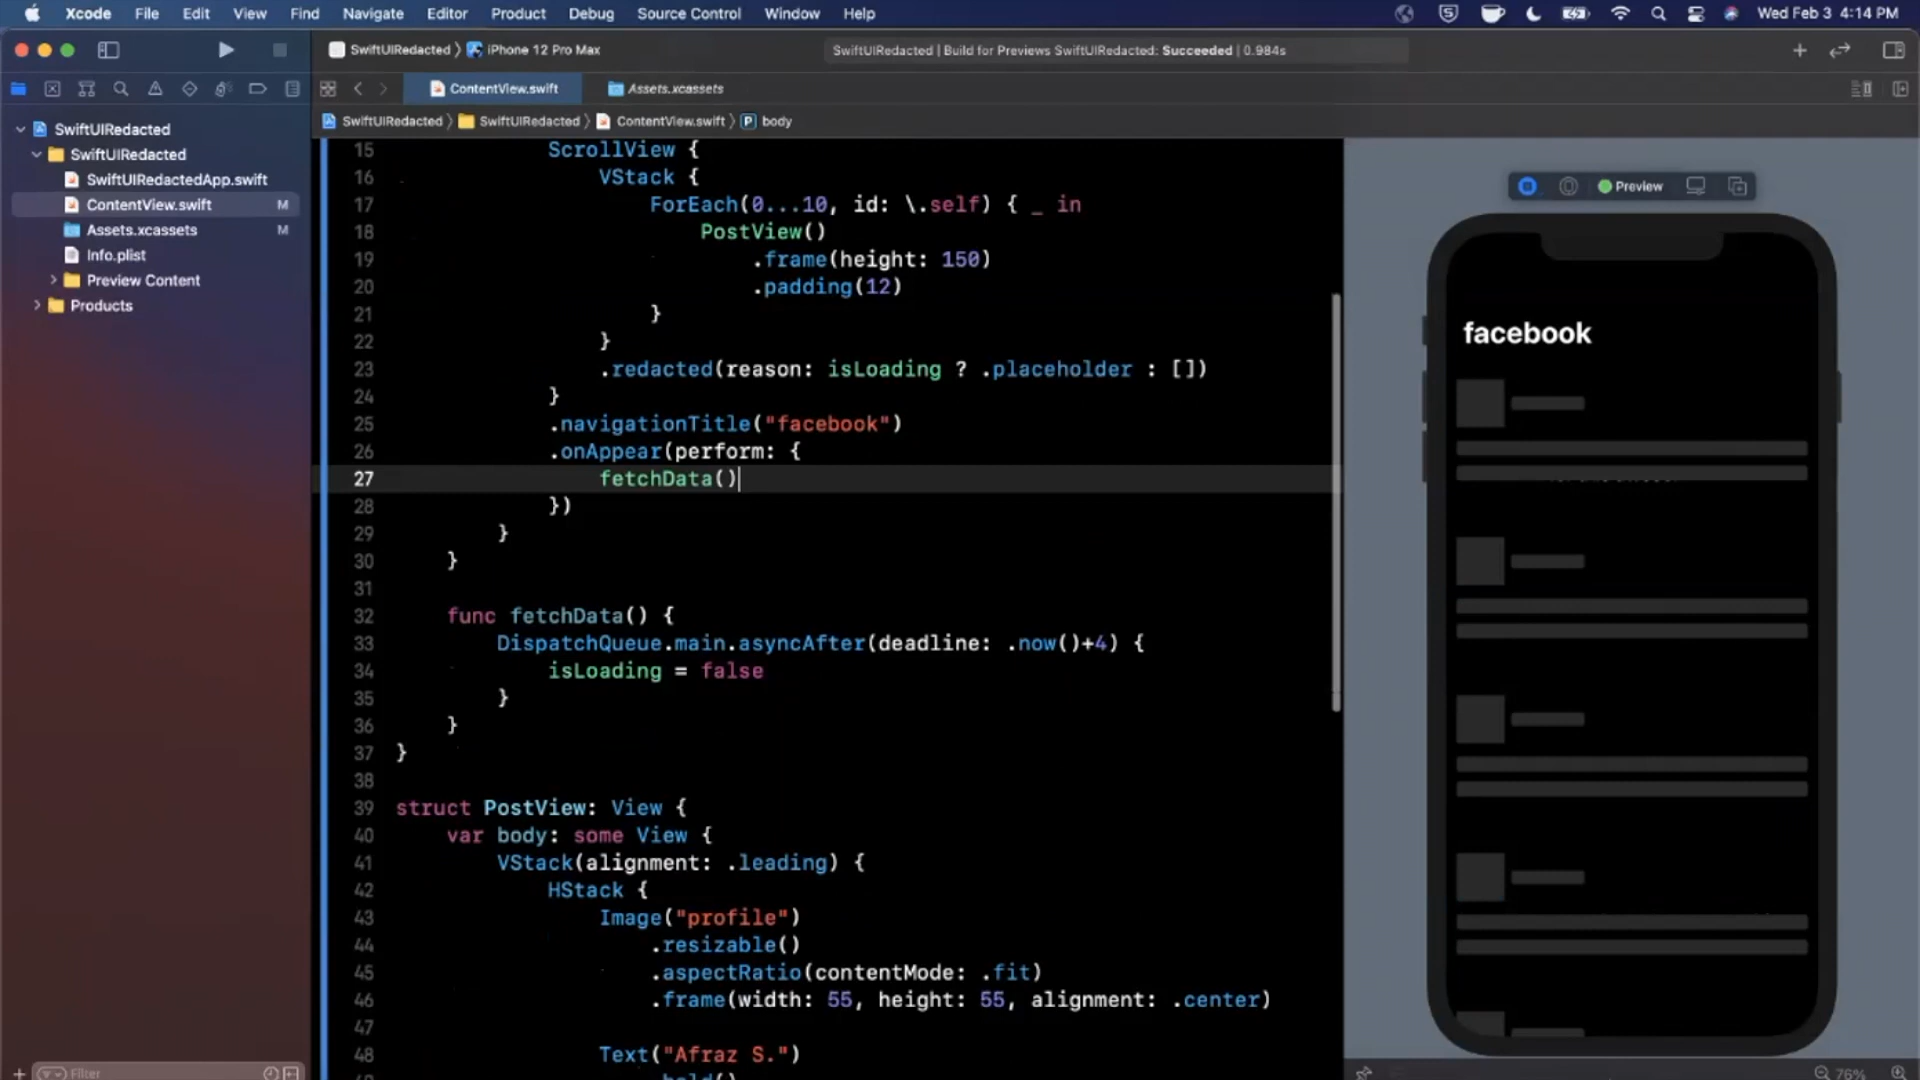 Xcode File Edit View Find Navigate Editor Product Debug Source Control Window Help Wed Feb 3 4:14 PM
SwiftUIRedacted iPhone 12 Pro Max SwiftUIRedacted | Build for Previews SwiftUIRedacted: Succeeded | 0.984s
ContentView.swift Assets.xcassets
SwiftUIRedacted SwiftUIRedacted ContentView.swift P body
SwiftUIRedacted
SwiftUIRedacted
SwiftUIRedactedApp.swift
ContentView.swift M
Assets.xcassets M
Info.plist
Preview Content
Products
Filter
15 ScrollView {
16 VStack {
17 ForEach(0...10, id: \.self) { _ in
18 PostView()
19 .frame(height: 150)
20 .padding(12)
21 }
22 }
23 .redacted(reason: isLoading ? .placeholder : [])
24 }
25 .navigationTitle("facebook")
26 .onAppear(perform: {
27 fetchData()
28 })
29 }
30 }
31
32 func fetchData() {
33 DispatchQueue.main.asyncAfter(deadline: .now()+4) {
34 isLoading = false
35 }
36 }
37 }
38
39 struct PostView: View {
40 var body: some View {
41 VStack(alignment: .leading) {
42 HStack {
43 Image("profile")
44 .resizable()
45 .aspectRatio(contentMode: .fit)
46 .frame(width: 55, height: 55, alignment: .center)
47
48 Text("Afraz S.")
Preview
facebook
76%